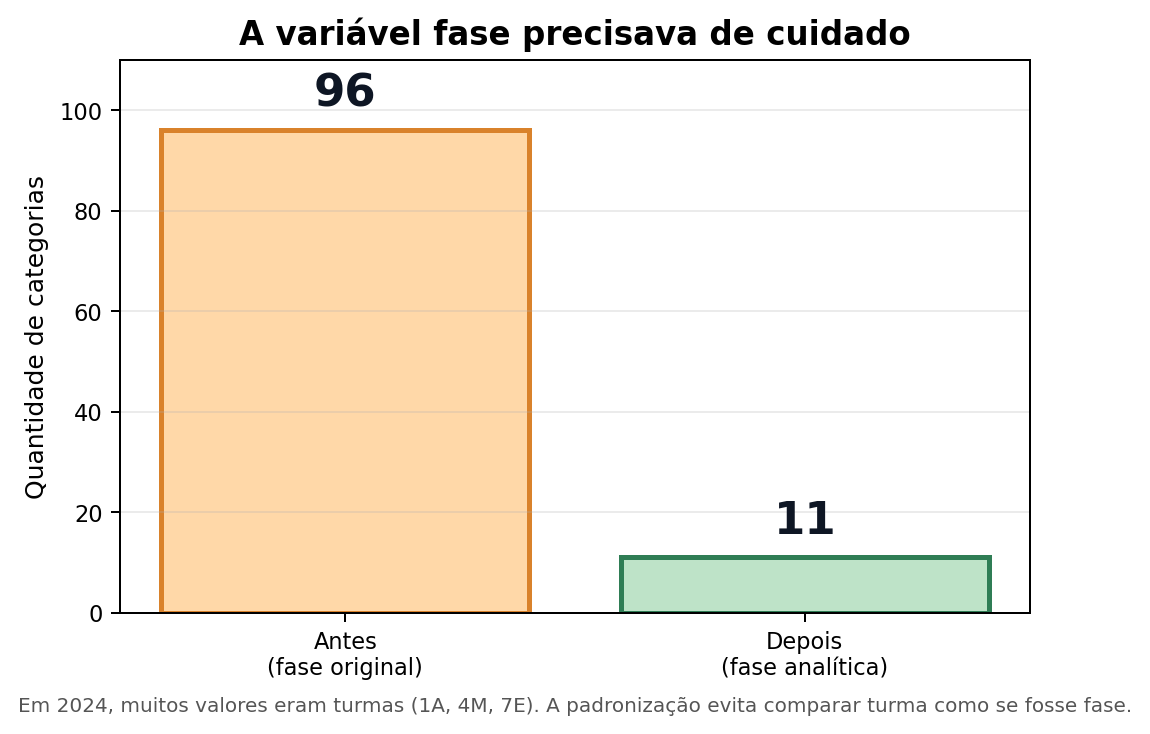 A variável fase precisava de cuidado
96
11
Quantidade de categorias
100
80
60
40
20
0
Antes
(fase original)
Depois
(fase analítica)
Em 2024, muitos valores eram turmas (1A, 4M, 7E). A padronização evita comparar turma como se fosse fase.